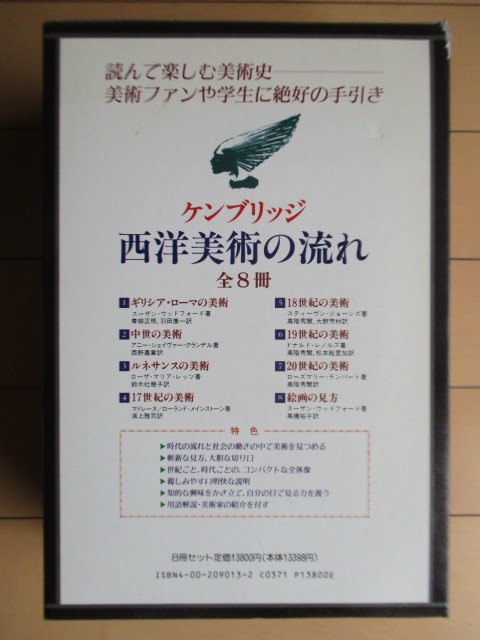 読んで楽しむ美術史
美術ファンや学生に絶好の手引き
ケンブリッジ
西洋美術の流れ
全8冊
1 ギリシア・ローマの美術
スーザン・ウッドフォード著
青柳正規、羽田康一訳
2 中世の美術
アニー・シェイヴァー・クランデル著
西野嘉章訳
3 ルネサンスの美術
ローザ・マリア・レッツ著
鈴木杜幾子訳
4 17世紀の美術
マドレーヌ/ローランド・メインストーン著
浦上雅司訳
5 18世紀の美術
スティーヴン・ジョーンズ著
高階秀爾、大野芳材訳
6 19世紀の美術
ドナルド・レノルズ著
高階秀爾、松本絵里加訳
7 20世紀の美術
ローズマリー・ランバート著
高階秀爾訳
8 絵画の見方
スーザン・ウッドフォード著
高橋裕子訳
特色
▶時代の流れと社会の動きの中で美術を見つめる
▶斬新な見方、大胆な切り口
▶世紀ごと、時代ごとの、コンパクトな全体像
▶親しみやすい明快な説明
▶知的な興味をかき立て、自分の目で見る力を養う
▶用語解説・美術家の紹介を付す
8冊セット定価13800円(本体13398円)
ISBN4-00-209013-2 C0371 P13800E